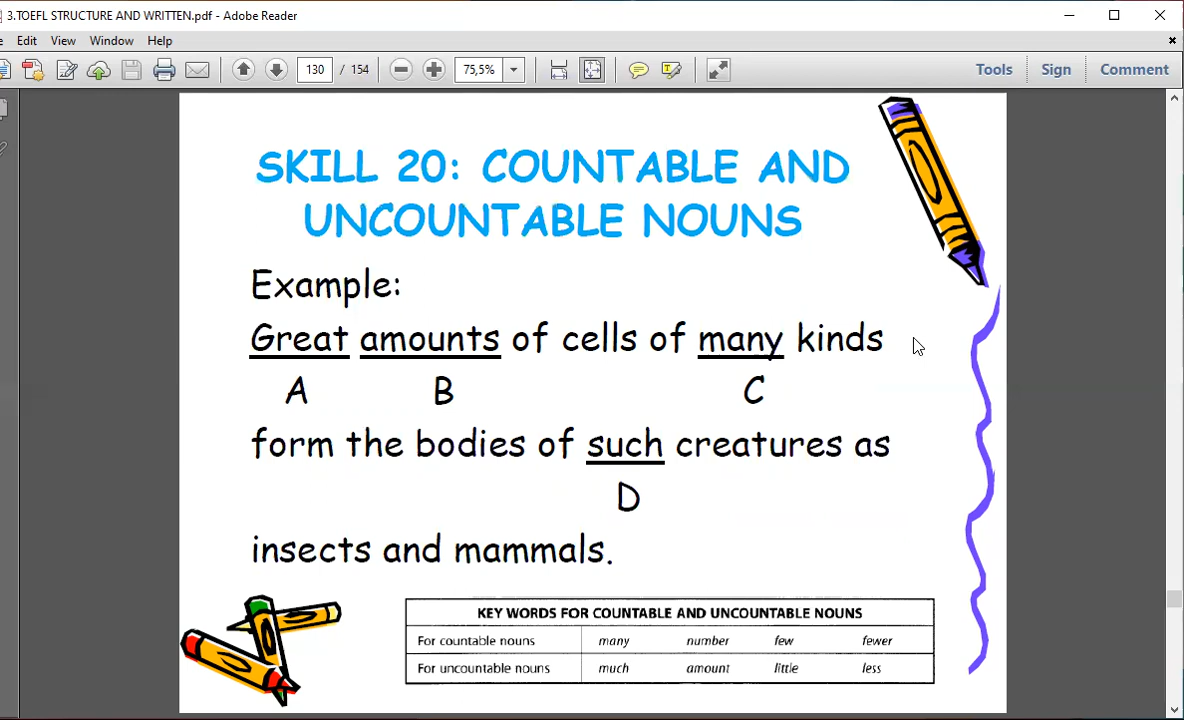 3.TOEFL STRUCTURE AND WRITTEN.pdf - Adobe Reader
Edit View Window Help
130 / 154 75,5% Tools Sign Comment
SKILL 20: COUNTABLE AND
UNCOUNTABLE NOUNS
Example:
Great amounts of cells of many kinds
A B C
form the bodies of such creatures as
D
insects and mammals.
KEY WORDS FOR COUNTABLE AND UNCOUNTABLE NOUNS
For countable nouns many number few fewer
For uncountable nouns much amount little less